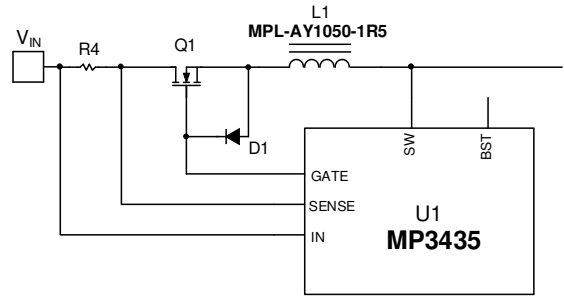 L1
MPL-AY1050-1R5
VIN
R4
Q1
D1
SW
BST
GATE
SENSE
IN
U1
MP3435